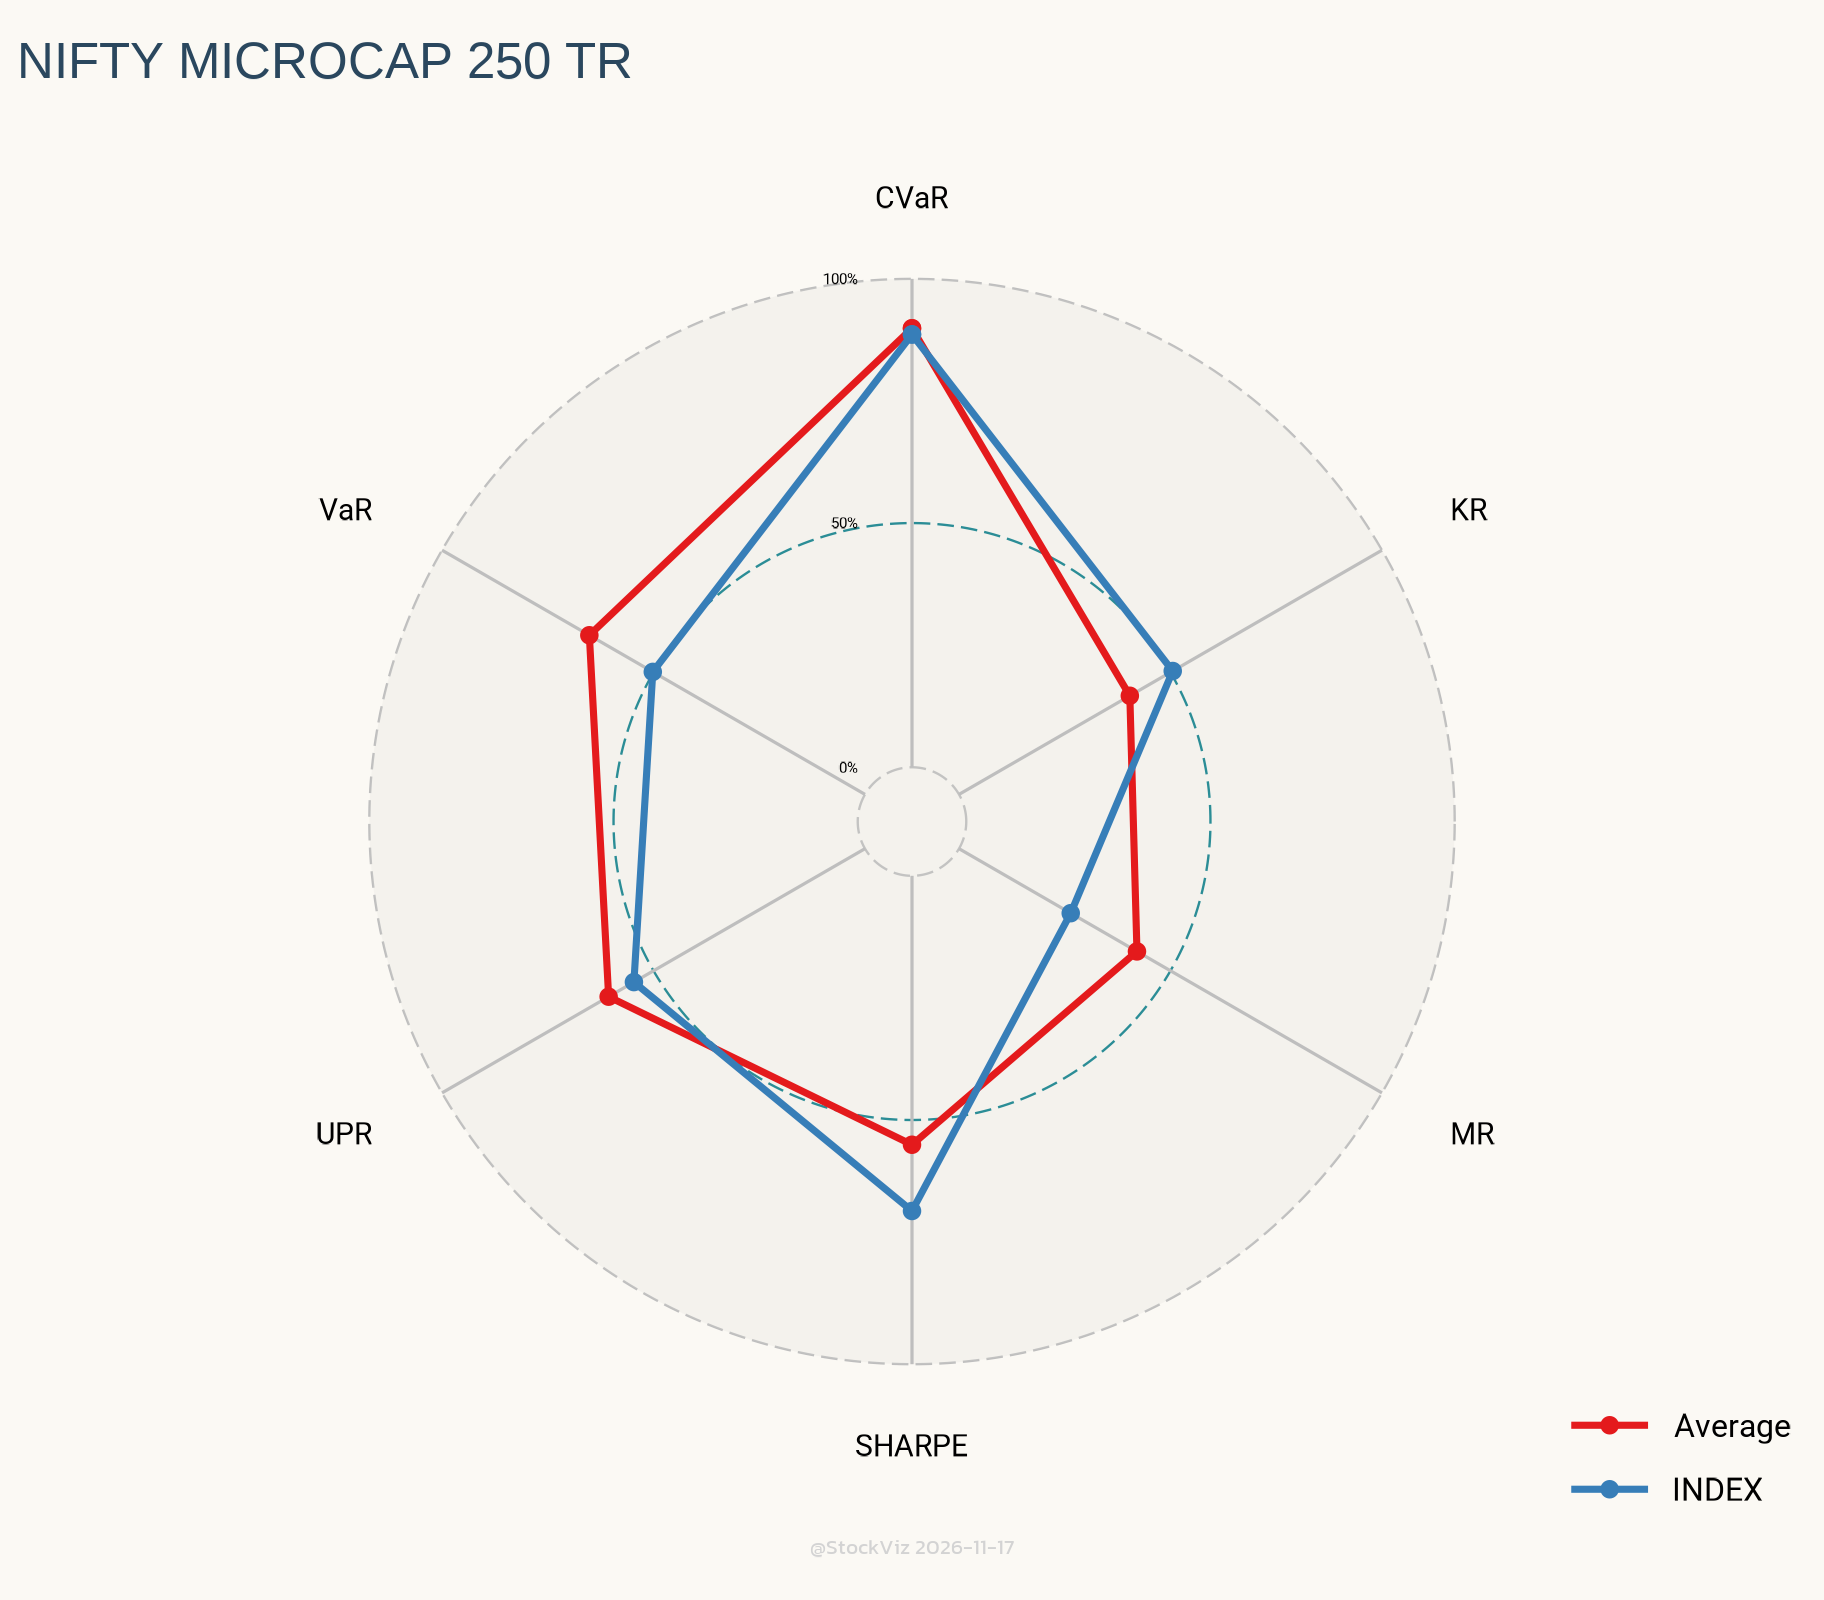 NIFTY MICROCAP 250 TR
CVaR
100%
VaR
KR
50%
0%
UPR
MR
SHARPE
Average
INDEX
@StockViz 2026-11-17